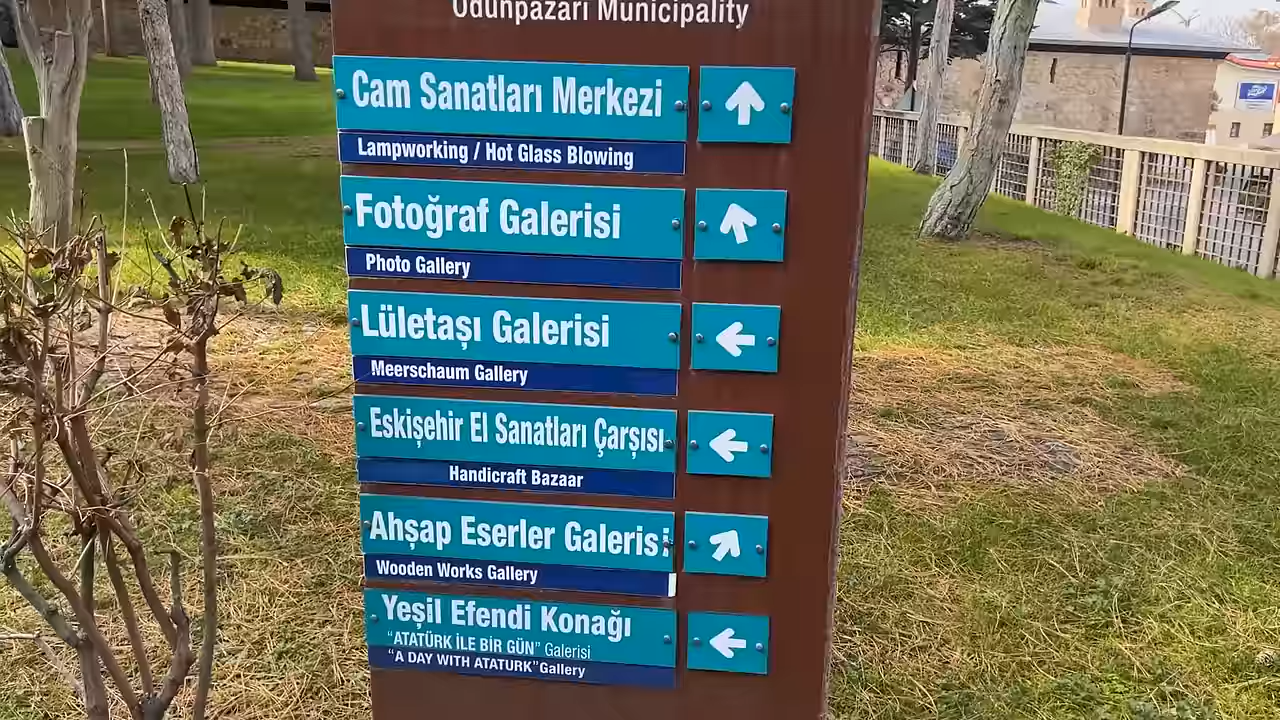 Odunpazarı Municipality
Cam Sanatları Merkezi
Lampworking / Hot Glass Blowing
Fotoğraf Galerisi
Photo Gallery
Lületaşı Galerisi
Meerschaum Gallery
Eskişehir El Sanatları Çarşısı
Handicraft Bazaar
Ahşap Eserler Galerisi
Wooden Works Gallery
Yeşil Efendi Konağı
"ATATÜRK İLE BİR GÜN" Galerisi
"A DAY WITH ATATURK"Gallery